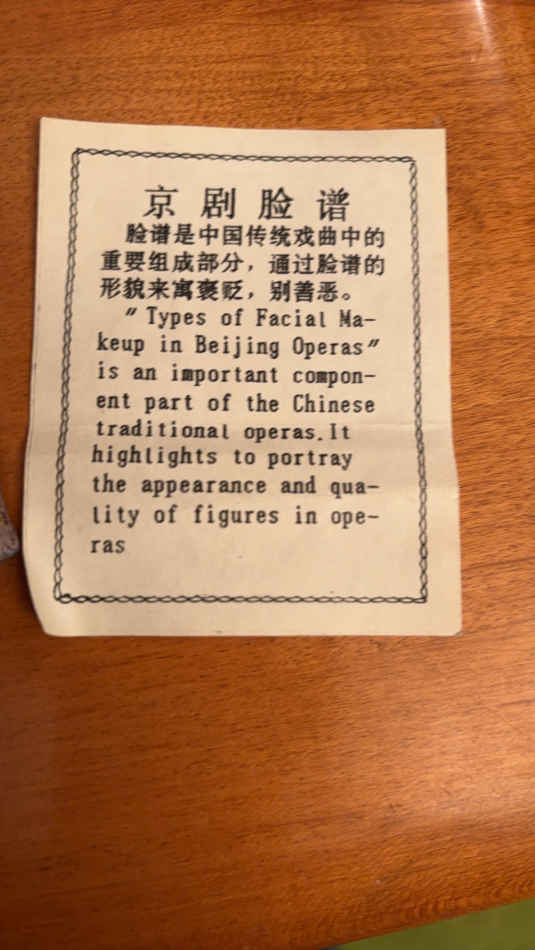 京剧脸谱
脸谱是中国传统戏曲中的
重要组成部分，通过脸谱的
形貌来寓褒贬，别善恶。
"Types of Facial Ma-
keup in Beijing Operas"
is an important compon-
ent part of the Chinese
traditional operas.It
highlights to portray
the appearance and qua-
lity of figures in ope-
ras